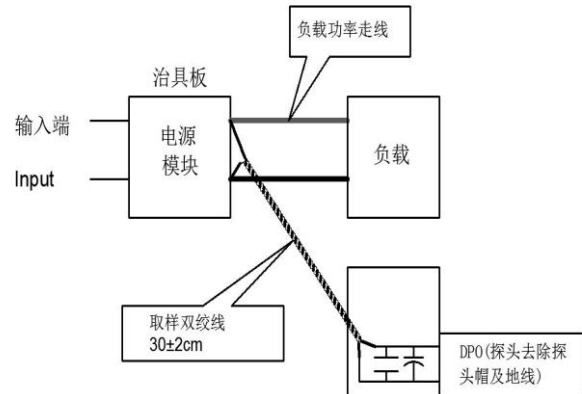 负载功率走线
治具板
输入端
Input
电源
模块
负载
取样双绞线
30±2cm
DPO(探头去除探
头帽及地线)